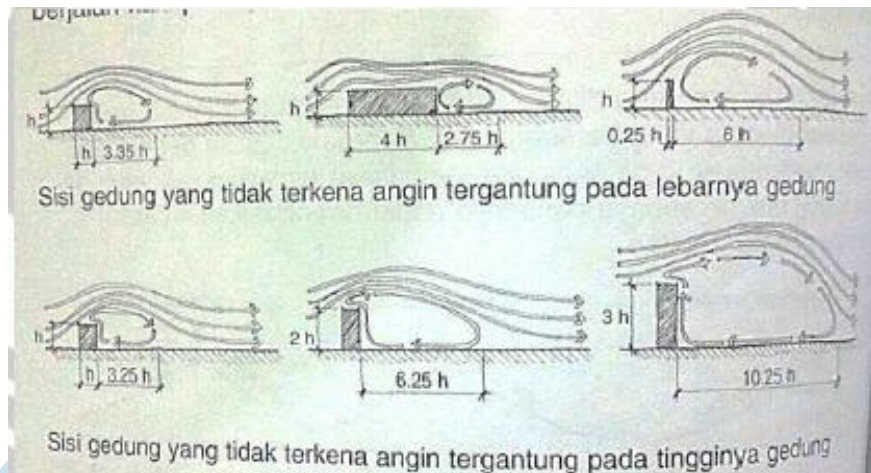 h
h
h
h 3.35 h
4 h 2.75 h
0,25 h 6 h
Sisi gedung yang tidak terkena angin tergantung pada lebarnya gedung
h
2 h
3 h
h 3.25 h
6.25 h
10.25 h
Sisi gedung yang tidak terkena angin tergantung pada tingginya gedung